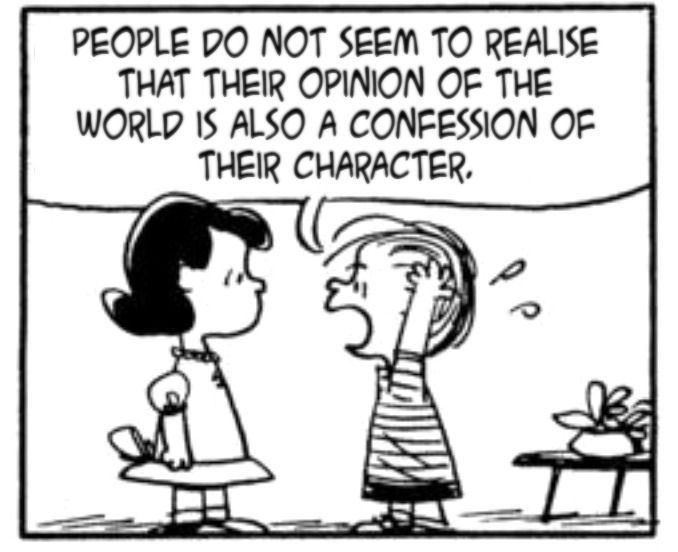 PEOPLE DO NOT SEEM TO REALISE
THAT THEIR OPINION OF THE
WORLD IS ALSO A CONFESSION OF
THEIR CHARACTER.